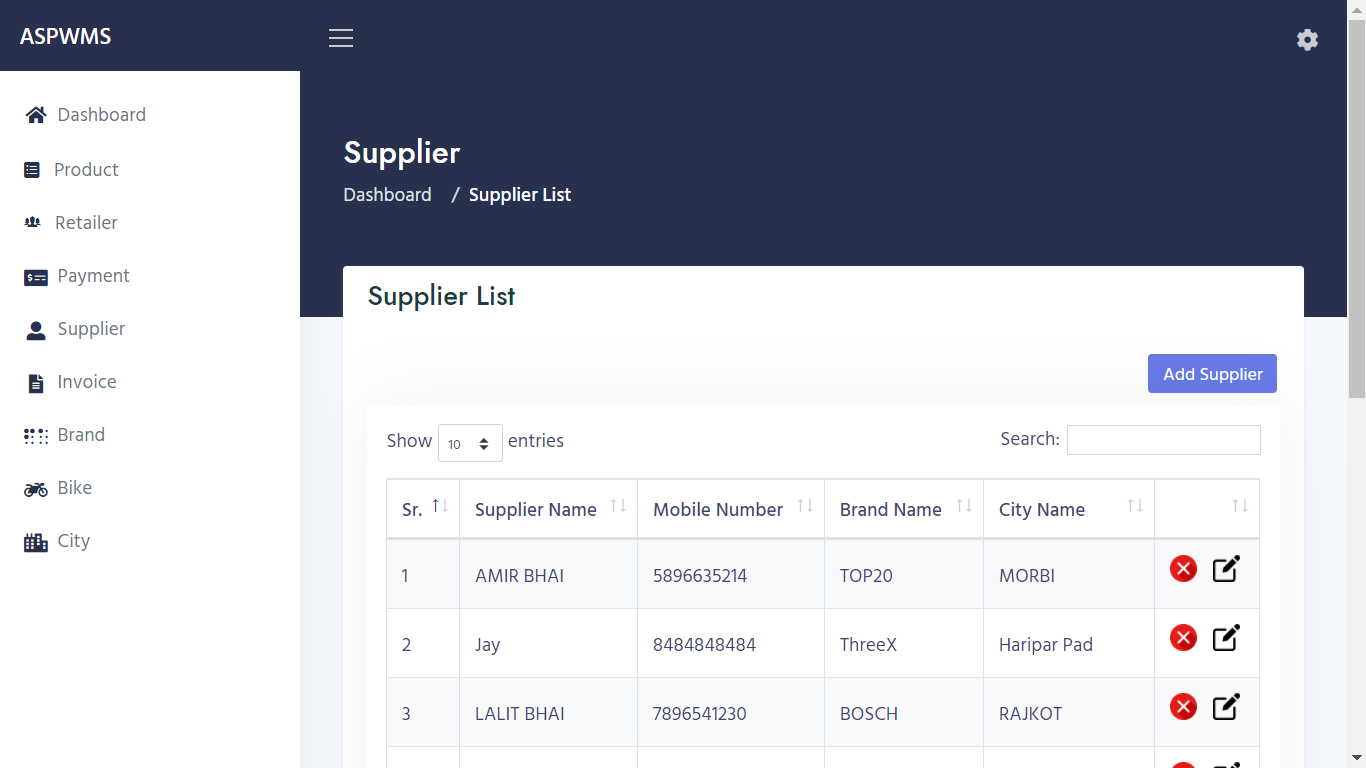 ASPWMS
Dashboard
Product
Retailer
Payment
Supplier
Invoice
Brand
Bike
City
Supplier
Dashboard / Supplier List
Supplier List
Add Supplier
Show 10 entries Search:
Sr. Supplier Name Mobile Number Brand Name City Name
1 AMIR BHAI 5896635214 TOP20 MORBI
2 Jay 8484848484 ThreeX Haripar Pad
3 LALIT BHAI 7896541230 BOSCH RAJKOT